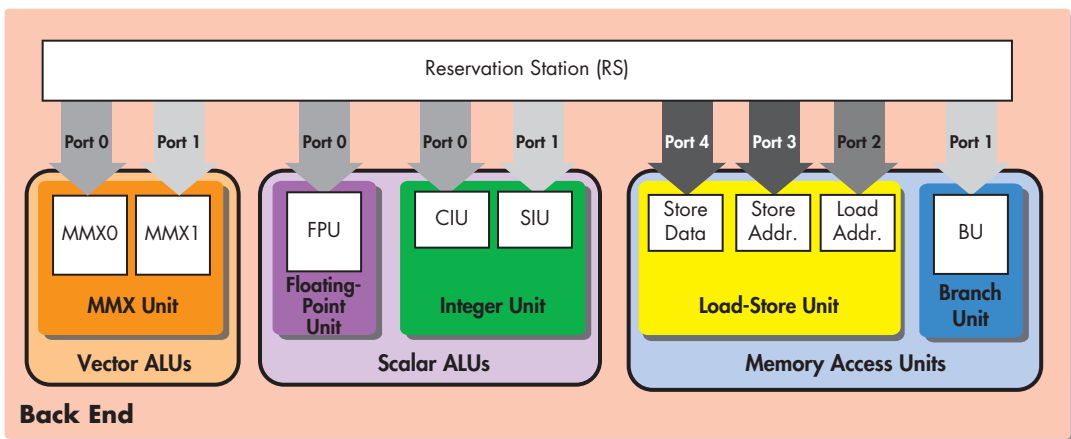 Reservation Station (RS)
Port 0
Port 1
Port 0
Port 0
Port 1
Port 4
Port 3
Port 2
Port 1
MMX0
MMX1
MMX Unit
Vector ALUs
FPU
Floating-
Point
Unit
CIU
SIU
Integer Unit
Scalar ALUs
Store
Data
Store
Addr.
Load
Addr.
Load-Store Unit
BU
Branch
Unit
Memory Access Units
Back End